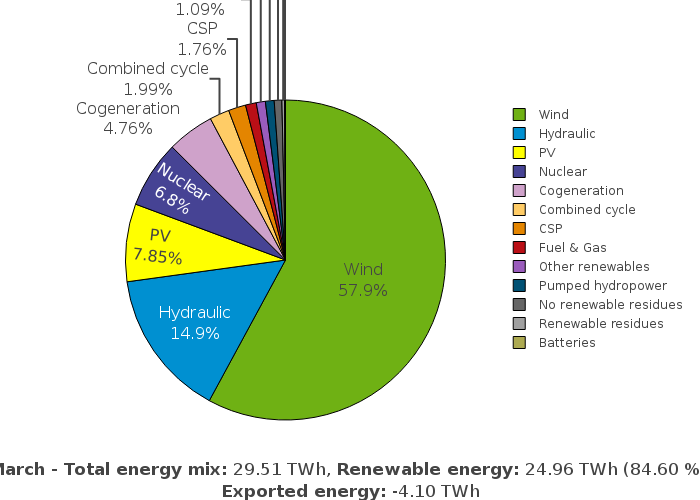 1.09%
CSP
1.76%
Combined cycle
1.99%
Cogeneration
4.76%
Nuclear
6.8%
PV
7.85%
Hydraulic
14.9%
Wind
57.9%
Wind
Hydraulic
PV
Nuclear
Cogeneration
Combined cycle
CSP
Fuel & Gas
Other renewables
Pumped hydropower
No renewable residues
Renewable residues
Batteries
March - Total energy mix: 29.51 TWh, Renewable energy: 24.96 TWh (84.60 %
Exported energy: -4.10 TWh